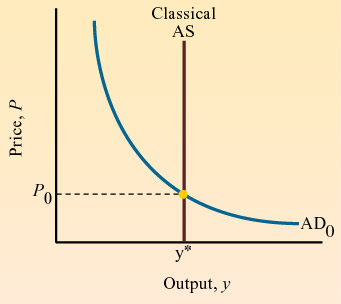 Classical
AS
Price, P
P0
AD0
y*
Output, y